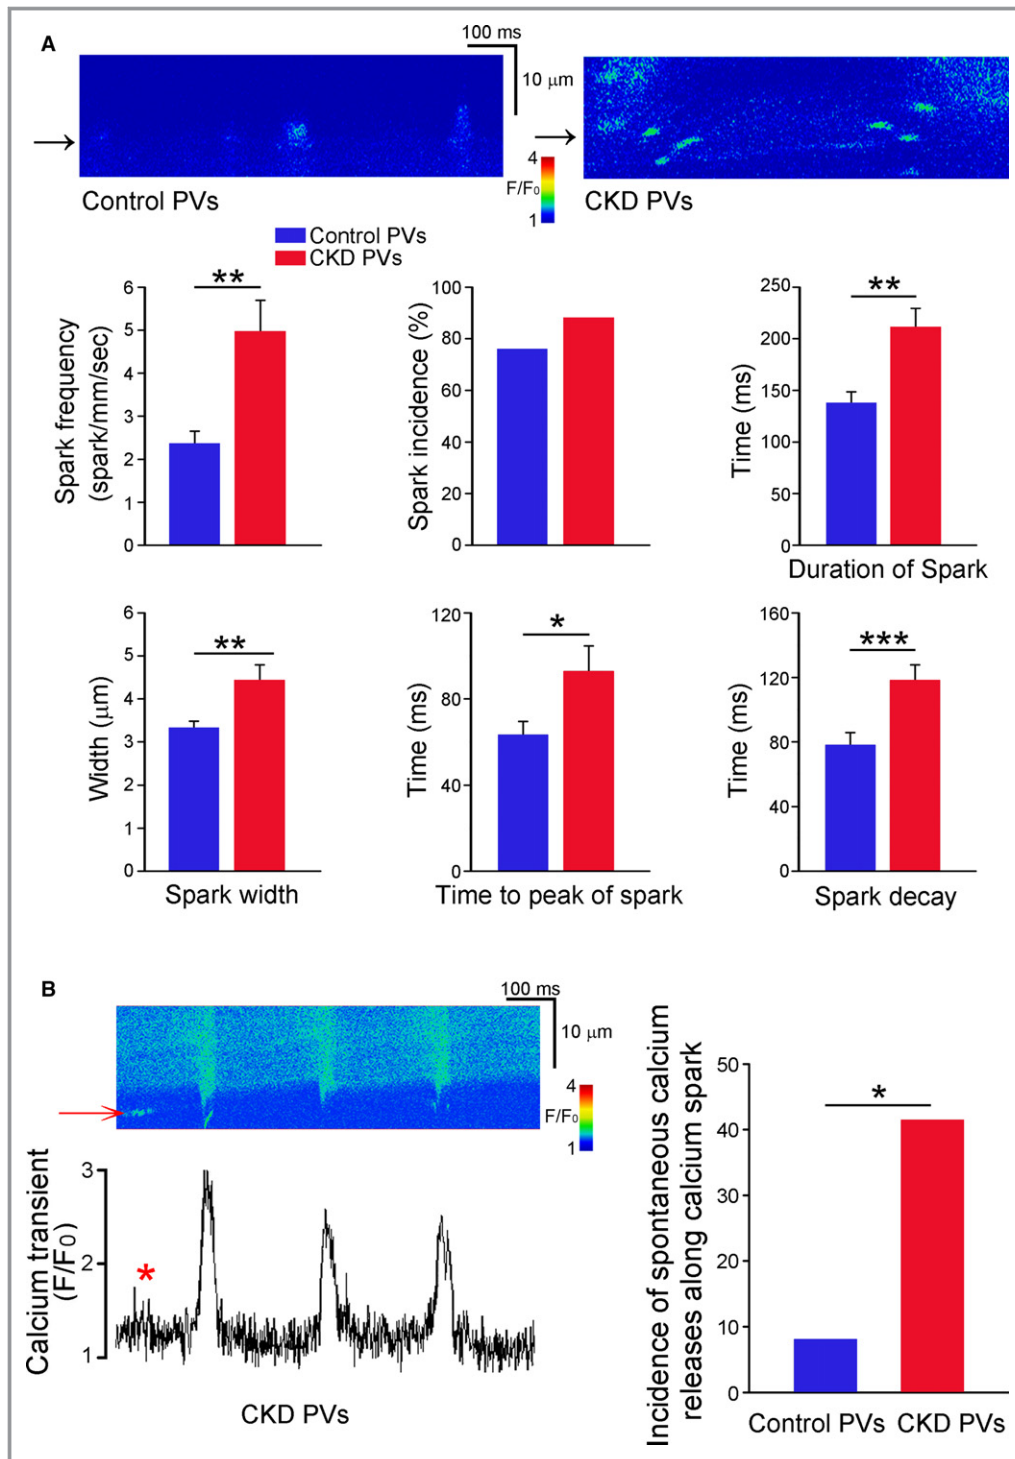 A
100 ms
10 μm
4
F/F0
1
Control PVs
CKD PVs
Control PVs
CKD PVs
Spark frequency
(spark/mm/sec)
6
5
4
3
2
1
0
**
Spark incidence (%)
100
80
60
40
20
0
Time (ms)
250
200
150
100
50
0
**
Duration of Spark
Width (μm)
6
5
4
3
2
1
0
**
Spark width
Time (ms)
120
80
40
0
*
Time to peak of spark
Time (ms)
160
120
80
40
0
***
Spark decay
B
100 ms
10 μm
4
F/F0
1
Calcium transient
(F/F0)
3
2
1
*
CKD PVs
Incidence of spontaneous calcium
releases along calcium spark
50
40
30
20
10
0
*
Control PVs
CKD PVs